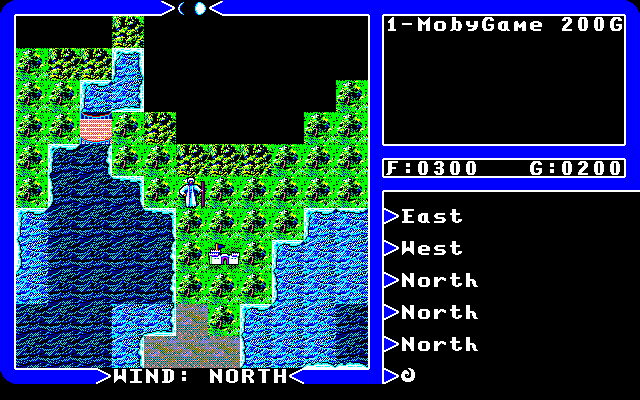 1-MobyGame 200G
F:0300 G:0200
East
West
North
North
North
WIND: NORTH